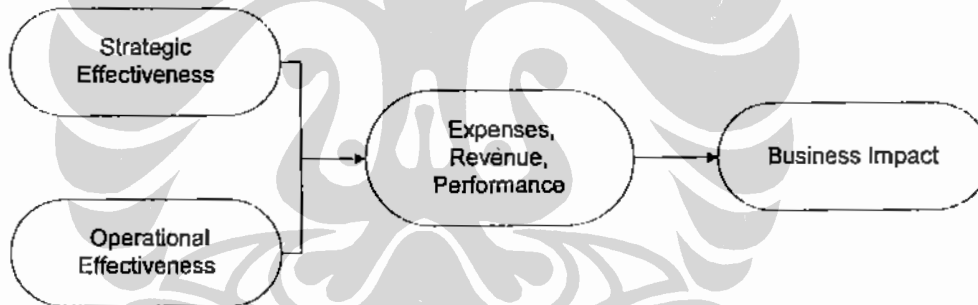 Strategic
Effectiveness
Expenses,
Revenue,
Performance
Business Impact
Operational
Effectiveness